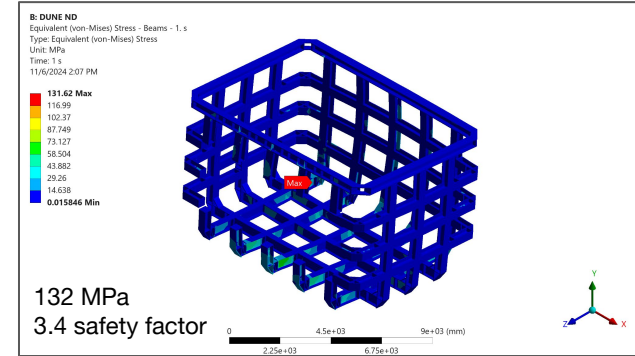 B: DUNE ND
Equivalent (von-Mises) Stress - Beams - 1. s
Type: Equivalent (von-Mises) Stress
Unit: MPa
Time: 1 s
11/6/2024 2:07 PM
131.62 Max
116.99
102.37
87.749
73.127
58.504
43.882
29.26
14.638
0.015846 Min
Max
132 MPa
3.4 safety factor
0 4.5e+03 9e+03 (mm)
2.25e+03 6.75e+03
Y
Z X